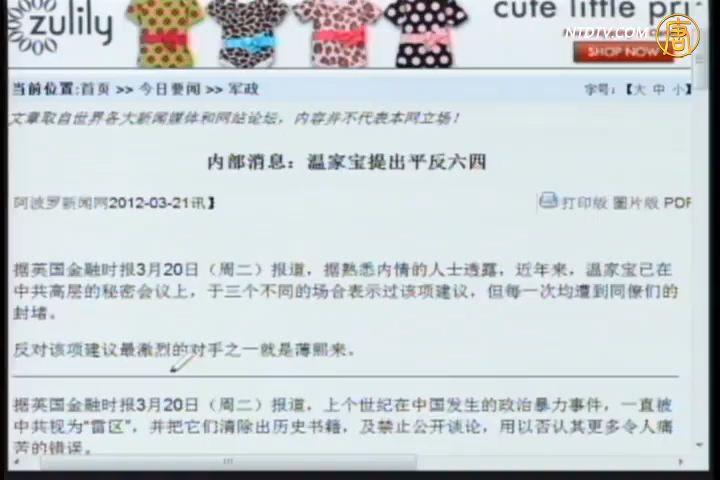 zulily
cute little pri
SHOP NOW
NTDTV.COM
唐
当前位置:首页 >> 今日要闻 >> 军政
字号:【大 中 小】
文章取自世界各大新闻媒体和网站论坛，内容并不代表本网立场！
内部消息：温家宝提出平反六四
阿波罗新闻网2012-03-21讯】
打印版 圖片版 PDF
据英国金融时报3月20日（周二）报道，据熟悉内情的人士透露，近年来，温家宝已在
中共高层的秘密会议上，于三个不同的场合表示过该项建议，但每一次均遭到同僚们的
封堵。
反对该项建议最激烈的对手之一就是薄熙来。
据英国金融时报3月20日（周二）报道，上个世纪在中国发生的政治暴力事件，一直被
中共视为“雷区”，并把它们清除出历史书籍，及禁止公开谈论，用以否认其更多令人痛
苦的错误。